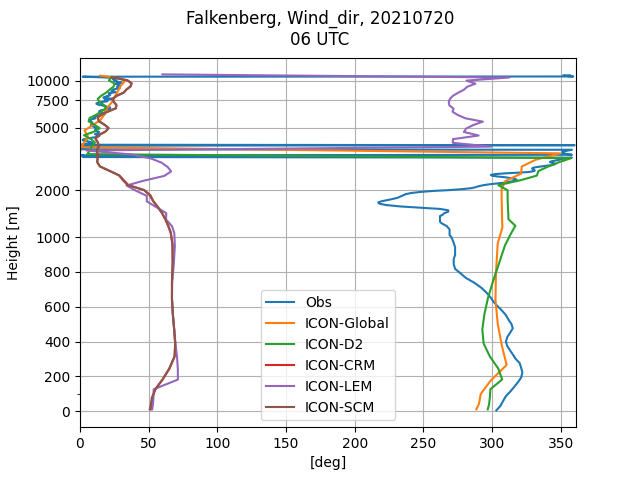 Falkenberg, Wind_dir, 20210720
06 UTC
10000
7500
5000
2000
1000
800
600
400
200
0
Height [m]
Obs
ICON-Global
ICON-D2
ICON-CRM
ICON-LEM
ICON-SCM
0 50 100 150 200 250 300 350
[deg]